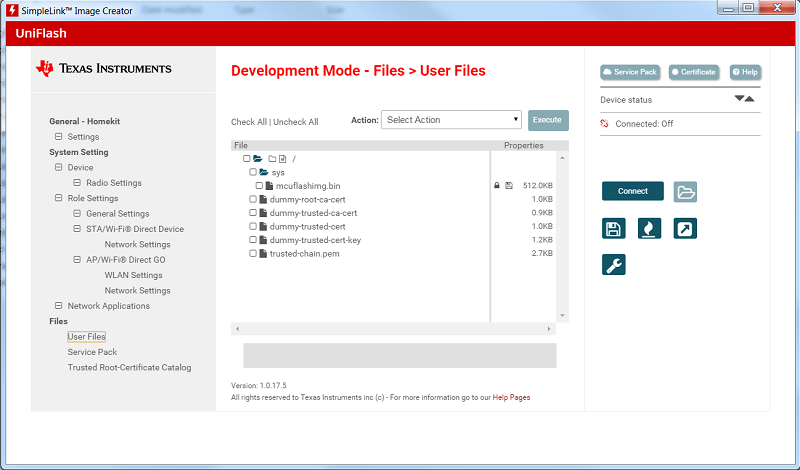 SimpleLink™ Image Creator
UniFlash
TEXAS INSTRUMENTS
General - Homekit
Settings
System Setting
Device
Radio Settings
Role Settings
General Settings
STA/Wi-Fi® Direct Device
Network Settings
AP/Wi-Fi® Direct GO
WLAN Settings
Network Settings
Network Applications
Files
User Files
Service Pack
Trusted Root-Certificate Catalog
Development Mode - Files > User Files
Check All | Uncheck All
Action: Select Action Execute
File Properties
/
sys
mcuflashimg.bin 512.0KB
dummy-root-ca-cert 1.0KB
dummy-trusted-ca-cert 0.9KB
dummy-trusted-cert 1.0KB
dummy-trusted-cert-key 1.2KB
trusted-chain.pem 2.7KB
Version: 1.0.17.5
All rights reserved to Texas Instruments inc (c) - For more information go to our Help Pages
Service Pack Certificate Help
Device status
Connected: Off
Connect